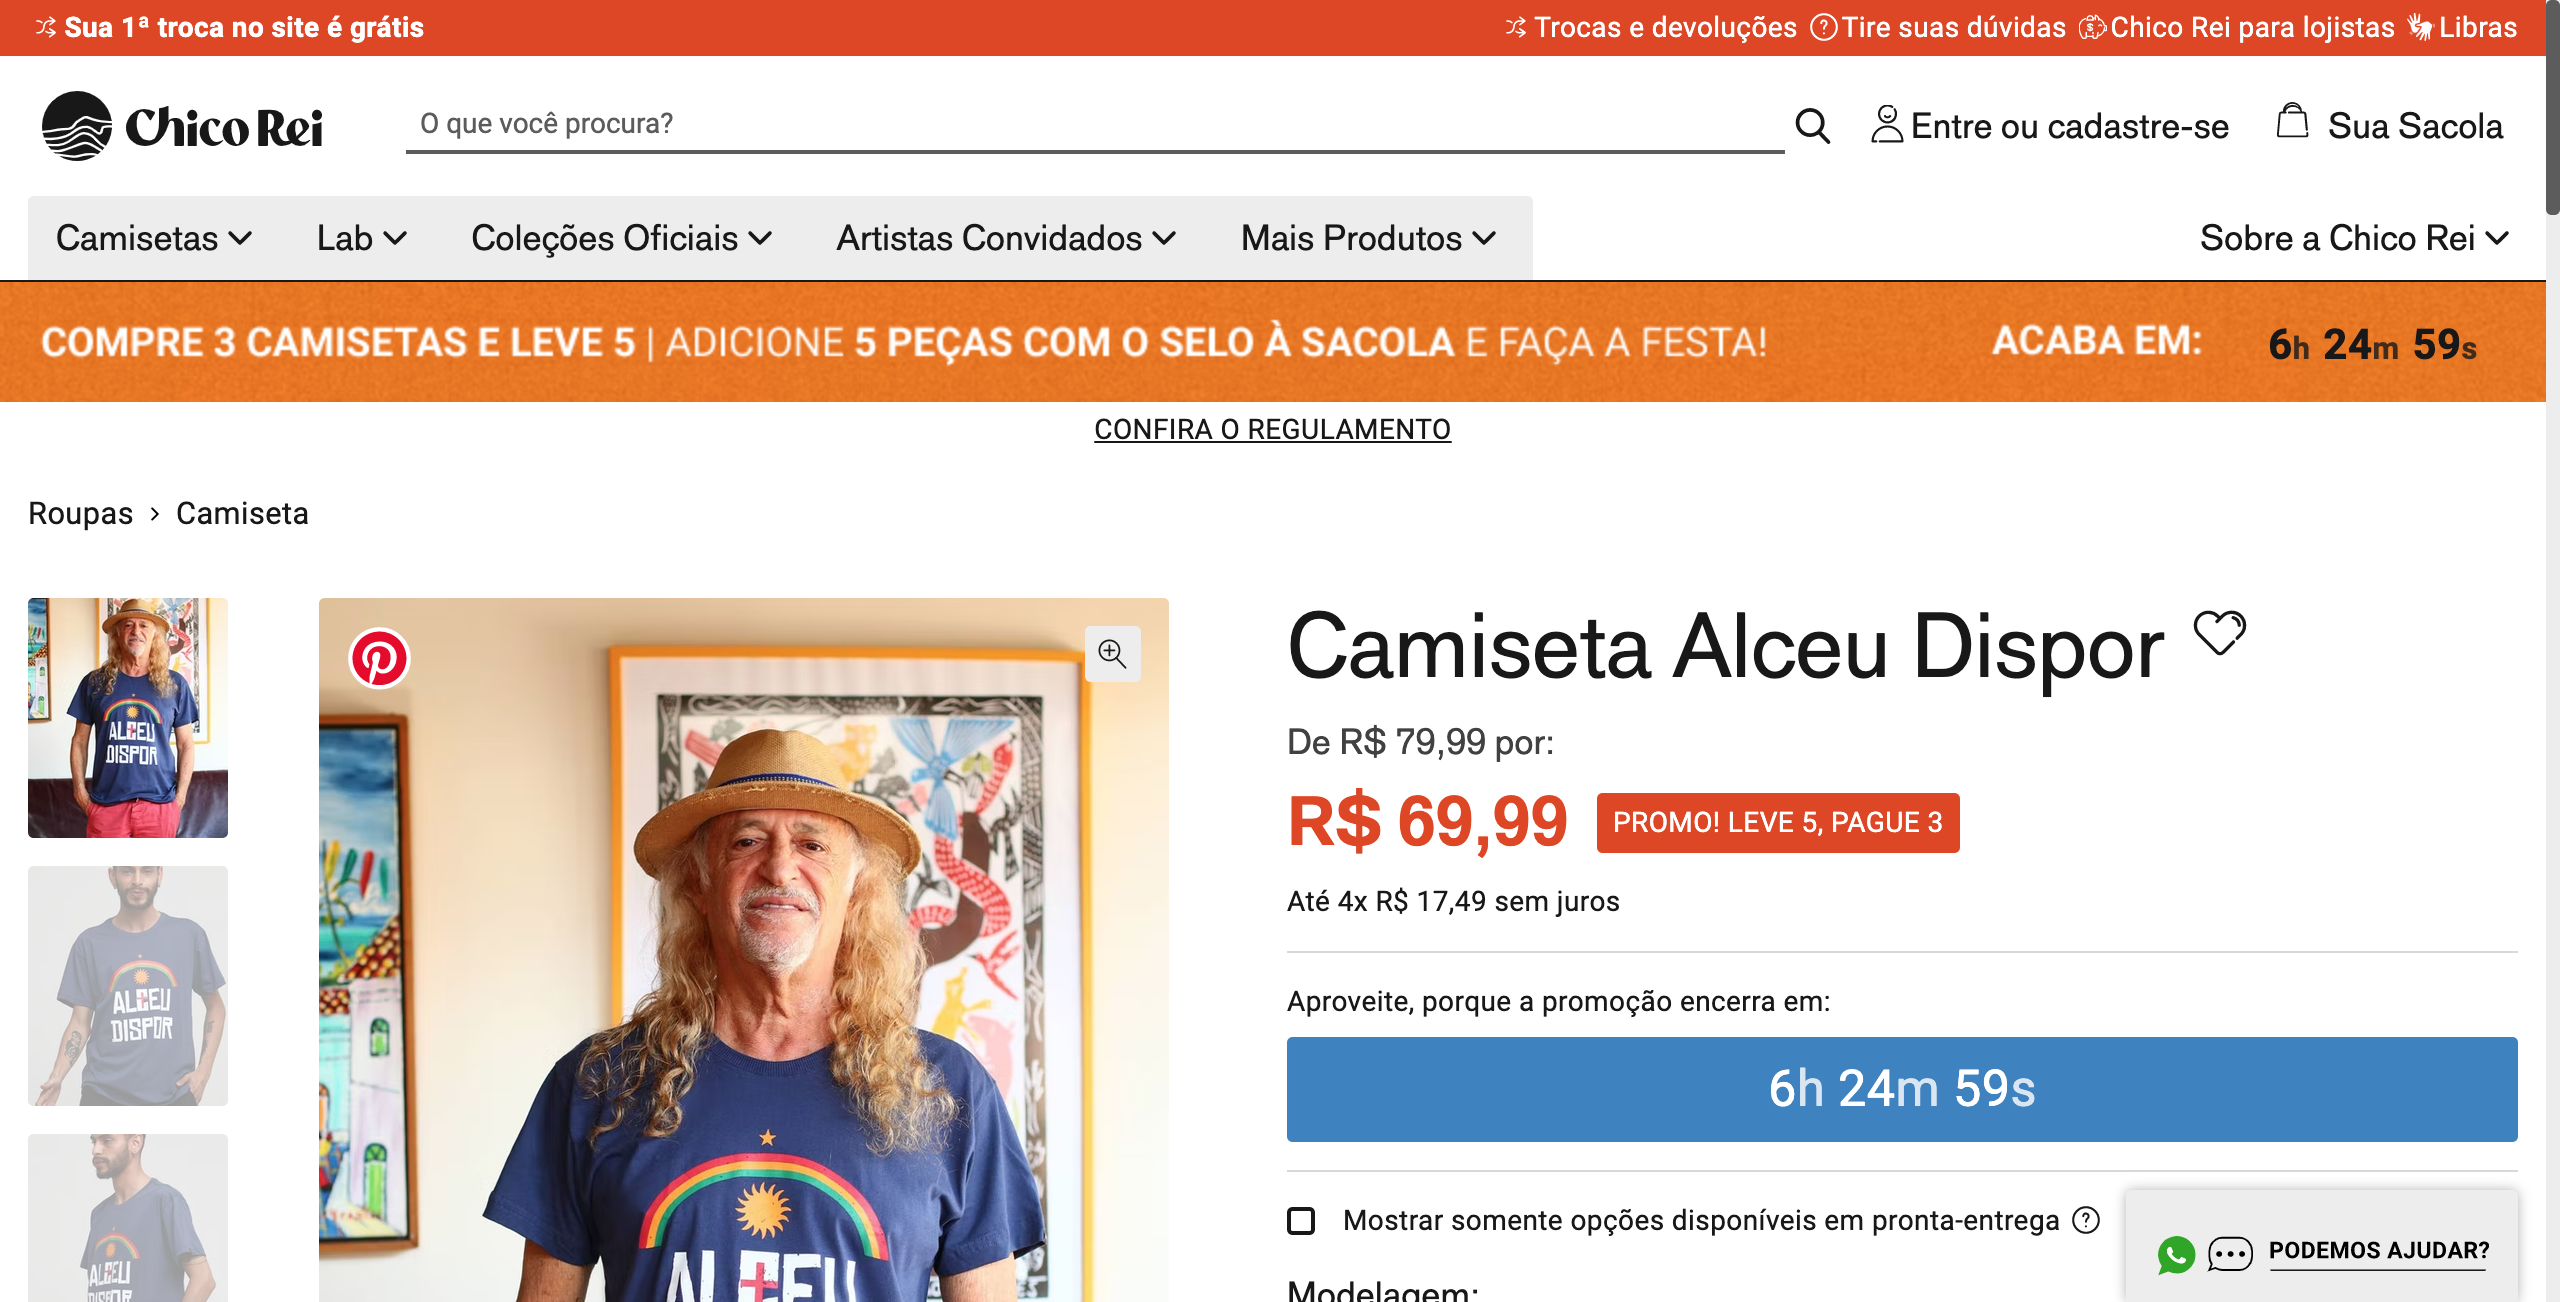 Sua 1ª troca no site é grátis
Trocas e devoluções Tire suas dúvidas Chico Rei para lojistas Libras
Chico Rei
O que você procura?
Entre ou cadastre-se
Sua Sacola
Camisetas Lab Coleções Oficiais Artistas Convidados Mais Produtos
Sobre a Chico Rei
COMPRE 3 CAMISETAS E LEVE 5 | ADICIONE 5 PEÇAS COM O SELO À SACOLA E FAÇA A FESTA!
ACABA EM: 6h 24m 59s
CONFIRA O REGULAMENTO
Roupas › Camiseta
ALCEU
DISPOR
ALCEU
DISPOR
ALCEU
DISPOR
ALCEU
Camiseta Alceu Dispor
De R$ 79,99 por:
R$ 69,99 PROMO! LEVE 5, PAGUE 3
Até 4x R$ 17,49 sem juros
Aproveite, porque a promoção encerra em:
6h 24m 59s
Mostrar somente opções disponíveis em pronta-entrega
Modelagem:
PODEMOS AJUDAR?